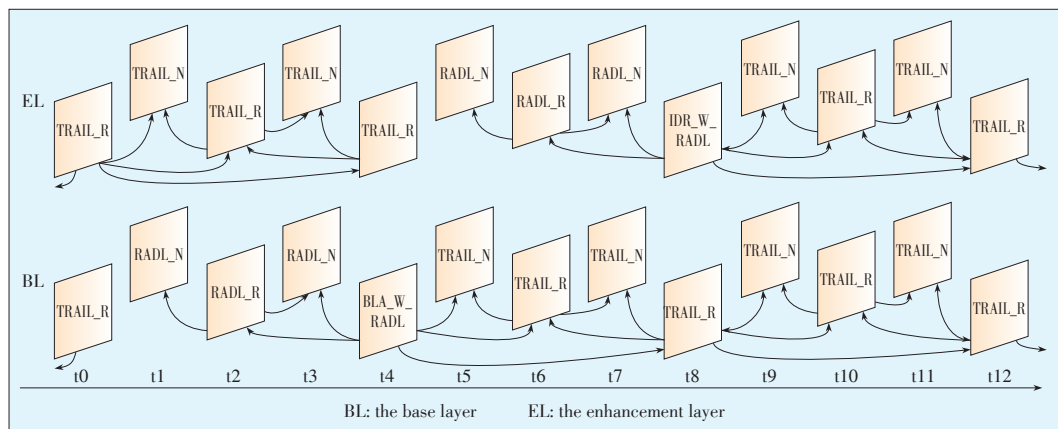 TRAIL_N TRAIL_N RADL_N RADL_N TRAIL_N TRAIL_N
EL TRAIL_R TRAIL_R TRAIL_R RADL_R IDR_W_ RADL TRAIL_R TRAIL_R
RADL_N RADL_N TRAIL_N TRAIL_N TRAIL_N TRAIL_N
BL TRAIL_R RADL_R BLA_W_ RADL TRAIL_R TRAIL_R TRAIL_R TRAIL_R
t0 t1 t2 t3 t4 t5 t6 t7 t8 t9 t10 t11 t12
BL: the base layer EL: the enhancement layer